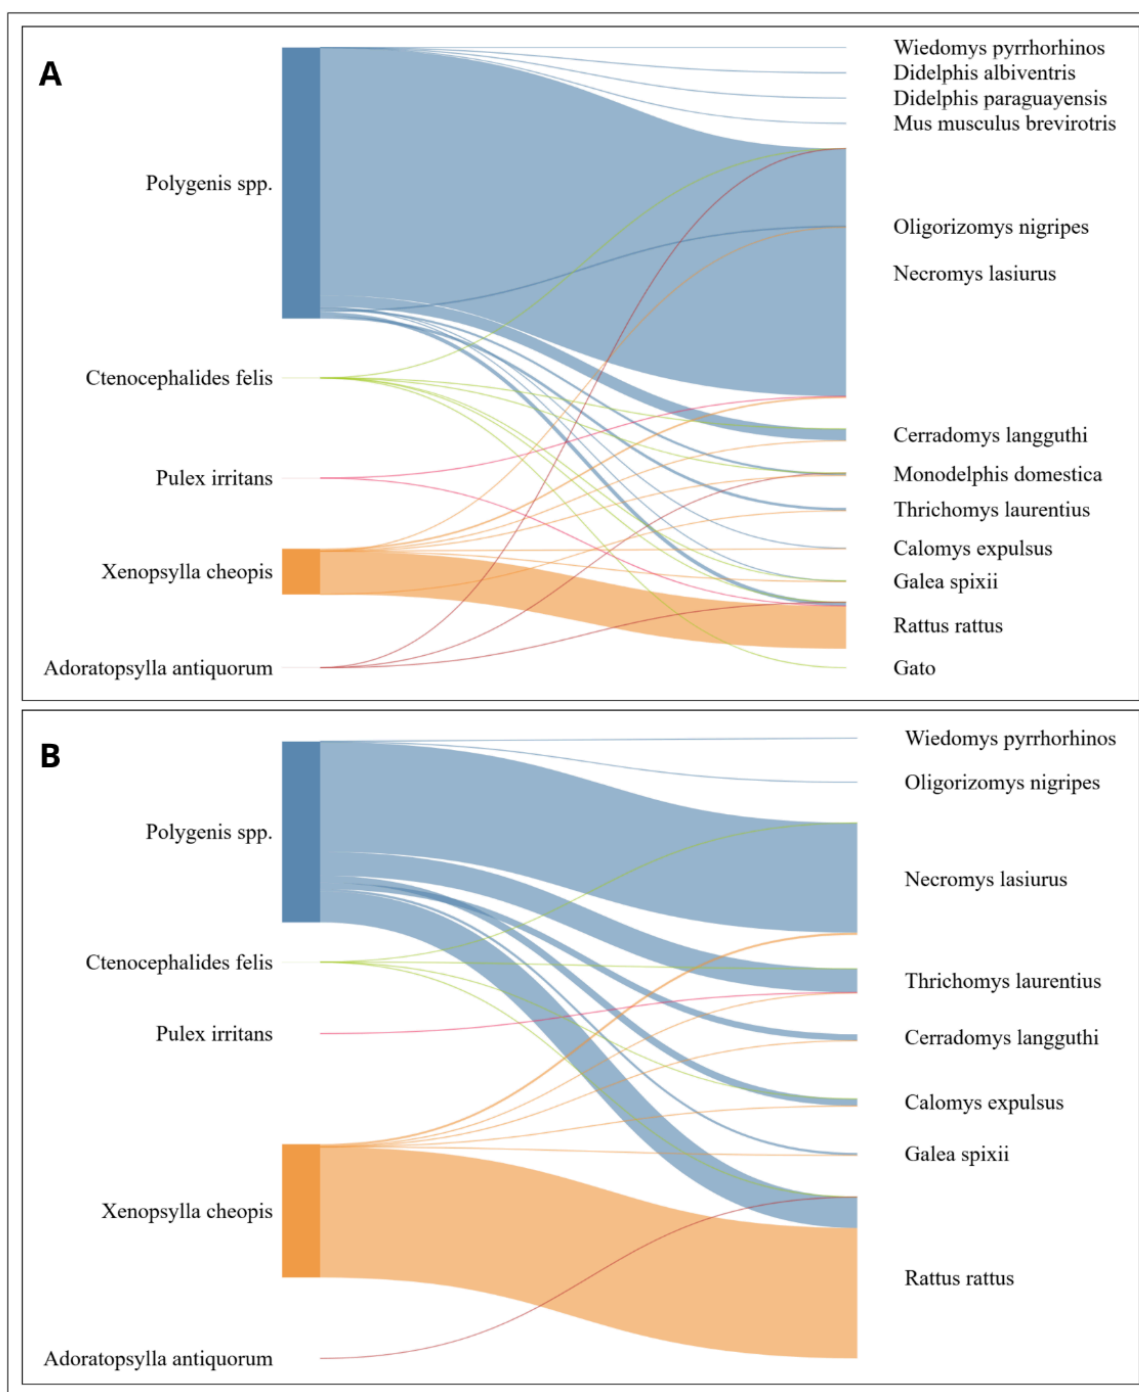 A
Polygenis spp.
Ctenocephalides felis
Pulex irritans
Xenopsylla cheopis
Adoratopsylla antiquorum
Wiedomys pyrrhorhinos
Didelphis albiventris
Didelphis paraguayensis
Mus musculus brevirotris
Oligorizomys nigripes
Necromys lasiurus
Cerradomys langguthi
Monodelphis domestica
Thrichomys laurentius
Calomys expulsus
Galea spixii
Rattus rattus
Gato
B
Polygenis spp.
Ctenocephalides felis
Pulex irritans
Xenopsylla cheopis
Adoratopsylla antiquorum
Wiedomys pyrrhorhinos
Oligorizomys nigripes
Necromys lasiurus
Thrichomys laurentius
Cerradomys langguthi
Calomys expulsus
Galea spixii
Rattus rattus